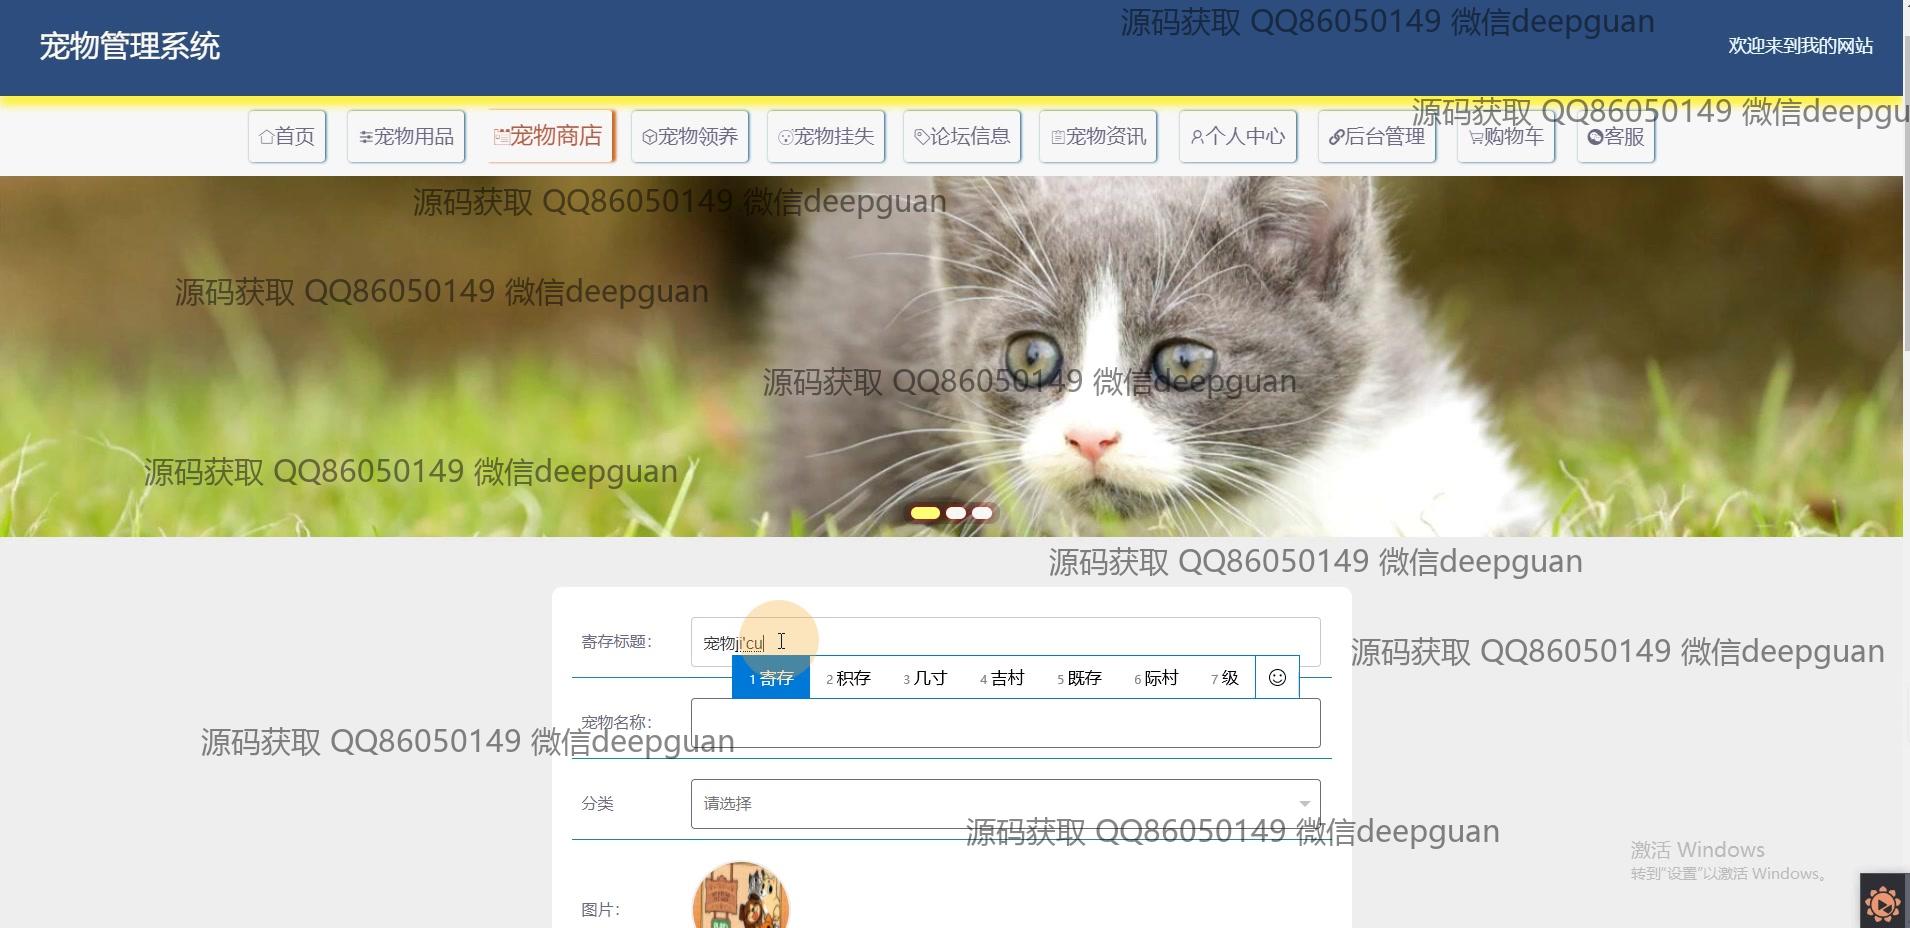 宠物管理系统
源码获取 QQ86050149 微信deepguan
欢迎来到我的网站
首页
宠物用品
宠物商店
宠物领养
宠物挂失
论坛信息
宠物资讯
个人中心
后台管理
购物车
客服
源码获取 QQ86050149 微信deepgu
源码获取 QQ86050149 微信deepguan
源码获取 QQ86050149 微信deepguan
源码获取 QQ86050149 微信deepguan
源码获取 QQ86050149 微信deepguan
源码获取 QQ86050149 微信deepguan
寄存标题：
宠物ji'cu
源码获取 QQ86050149 微信deepguan
1 寄存 2 积存 3 几寸 4 吉村 5 既存 6 际村 7 级
宠物名称：
源码获取 QQ86050149 微信deepguan
分类
请选择
源码获取 QQ86050149 微信deepguan
激活 Windows
转到"设置"以激活 Windows。
图片：